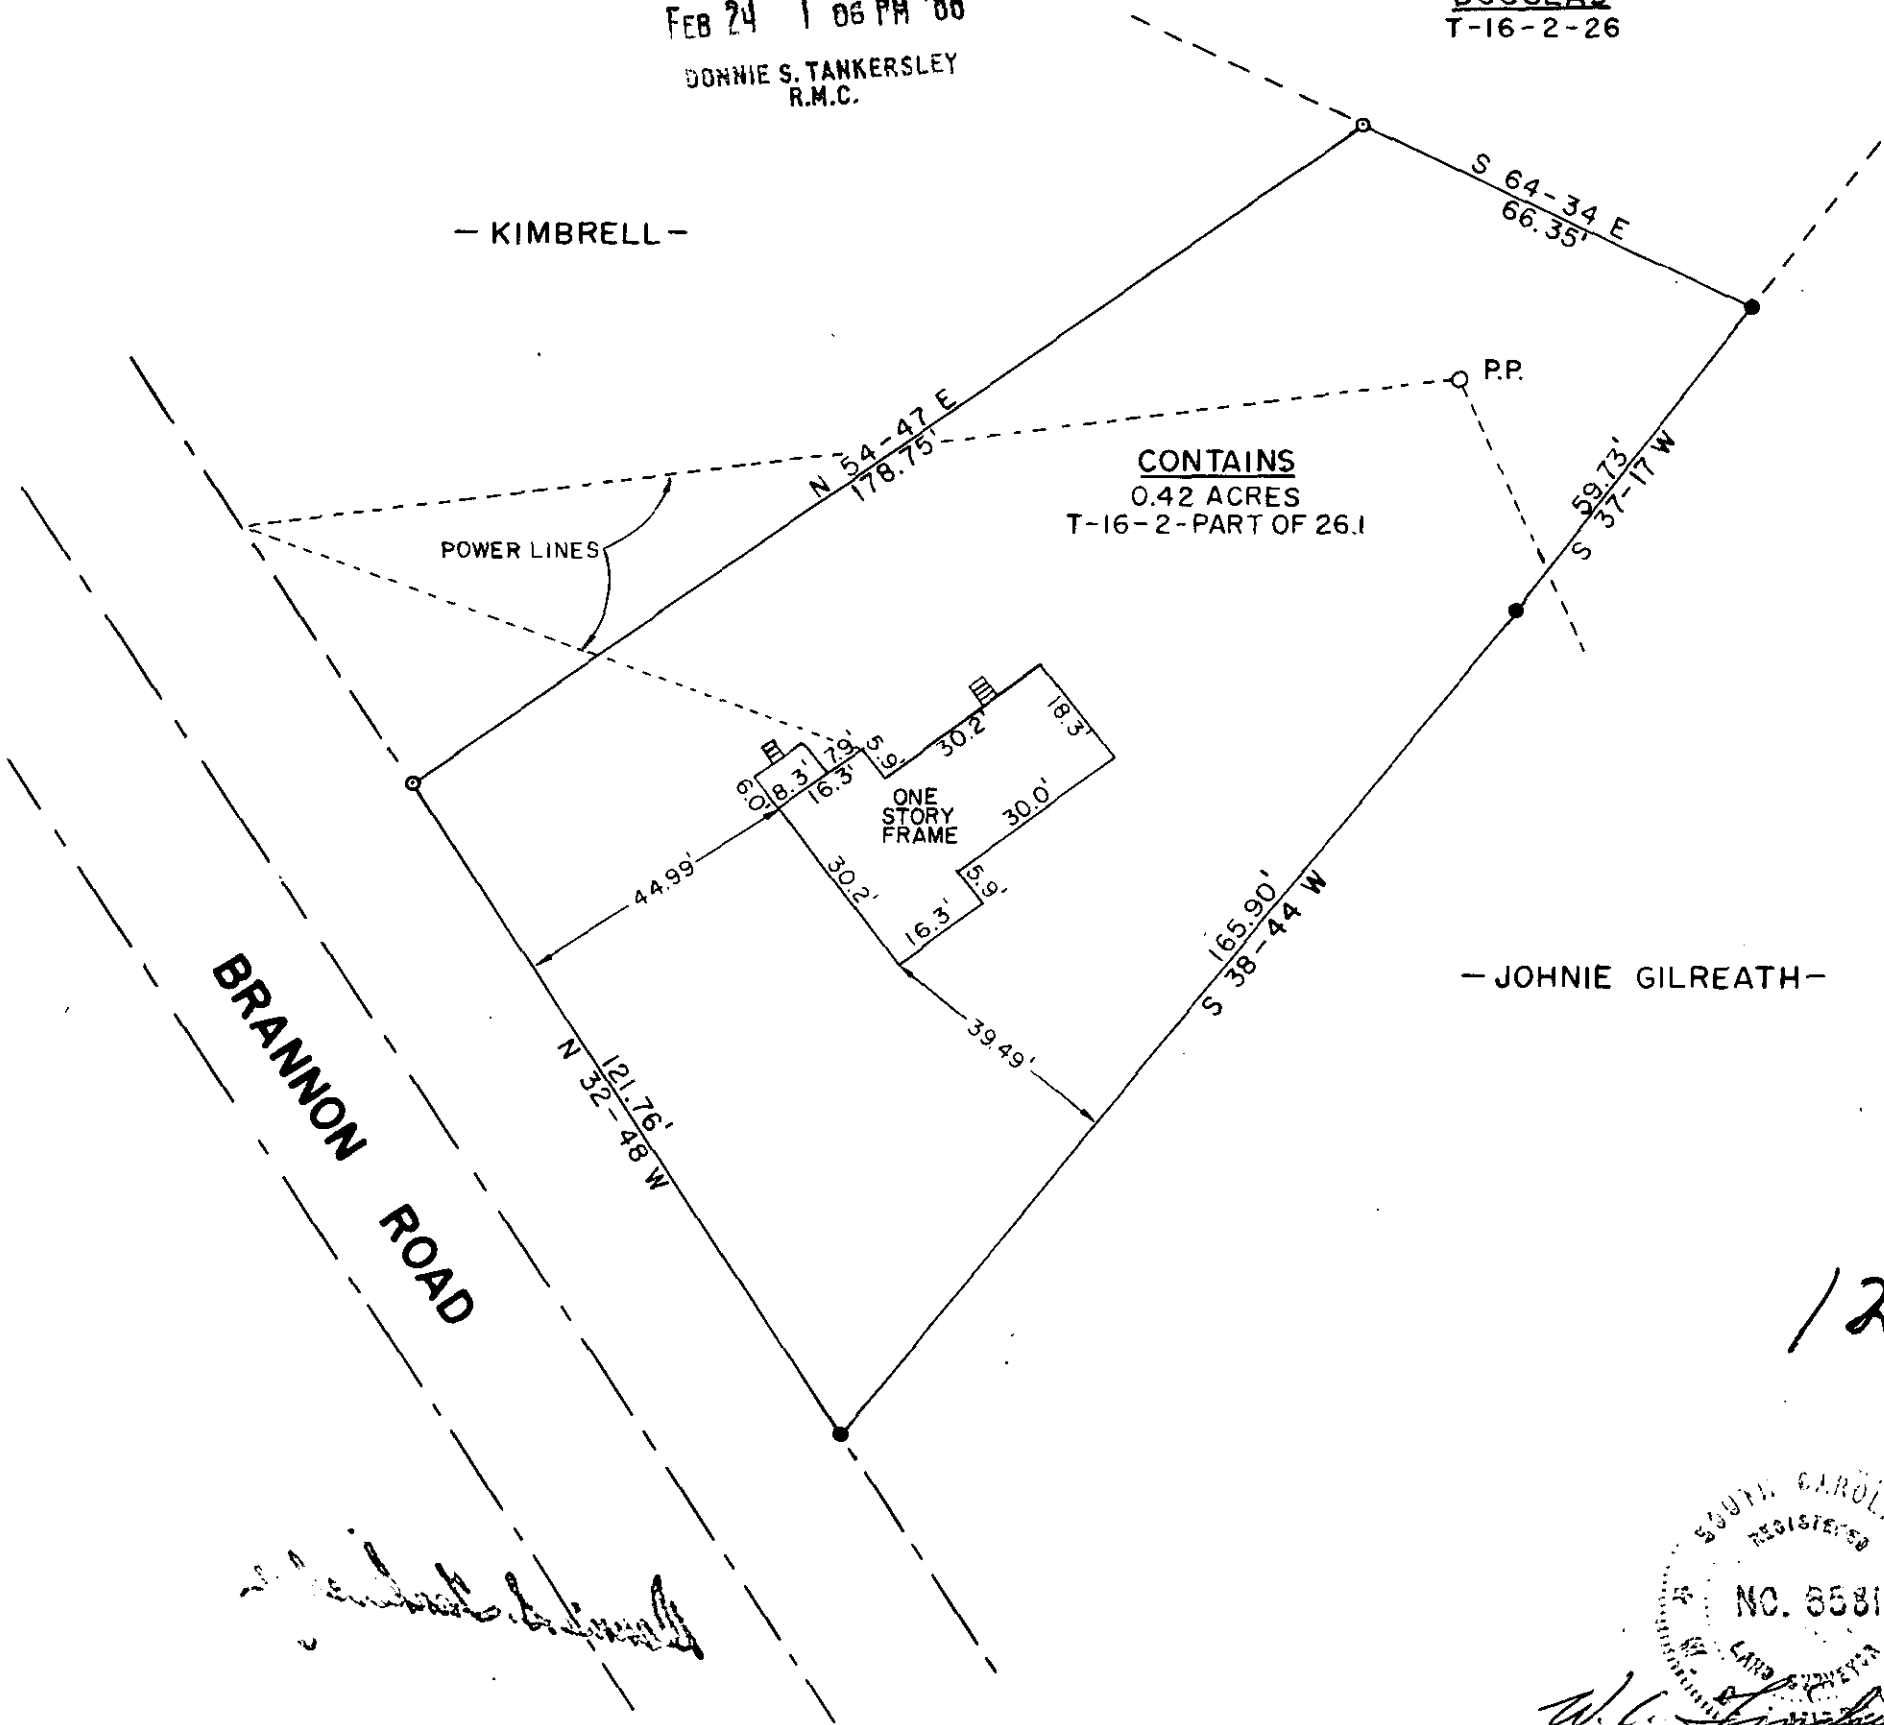 FEB 24 1 06 PM
DONNIE S. TANKERSLEY
R.M.C.
DOUGLAS
T-16-2-26
- KIMBRELL -
S 64-34 E
66.35'
P.P.
N 54-47 E
178.75'
CONTAINS
0.42 ACRES
T-16-2-PART OF 26.1
59.73'
S 37-17 W
POWER LINES
18.3'
30.2'
5.9'
7.9'
8.3'
16.3'
6.0'
ONE
STORY
FRAME
30.0'
30.2'
5.9'
16.3'
44.99'
165.90'
S 38-44 W
- JOHNIE GILREATH -
39.49'
121.76'
N 32-48 W
BRANNON ROAD
12
SOUTH CAROL
REGISTERED
NO. 6581
LAND SURVEYOR